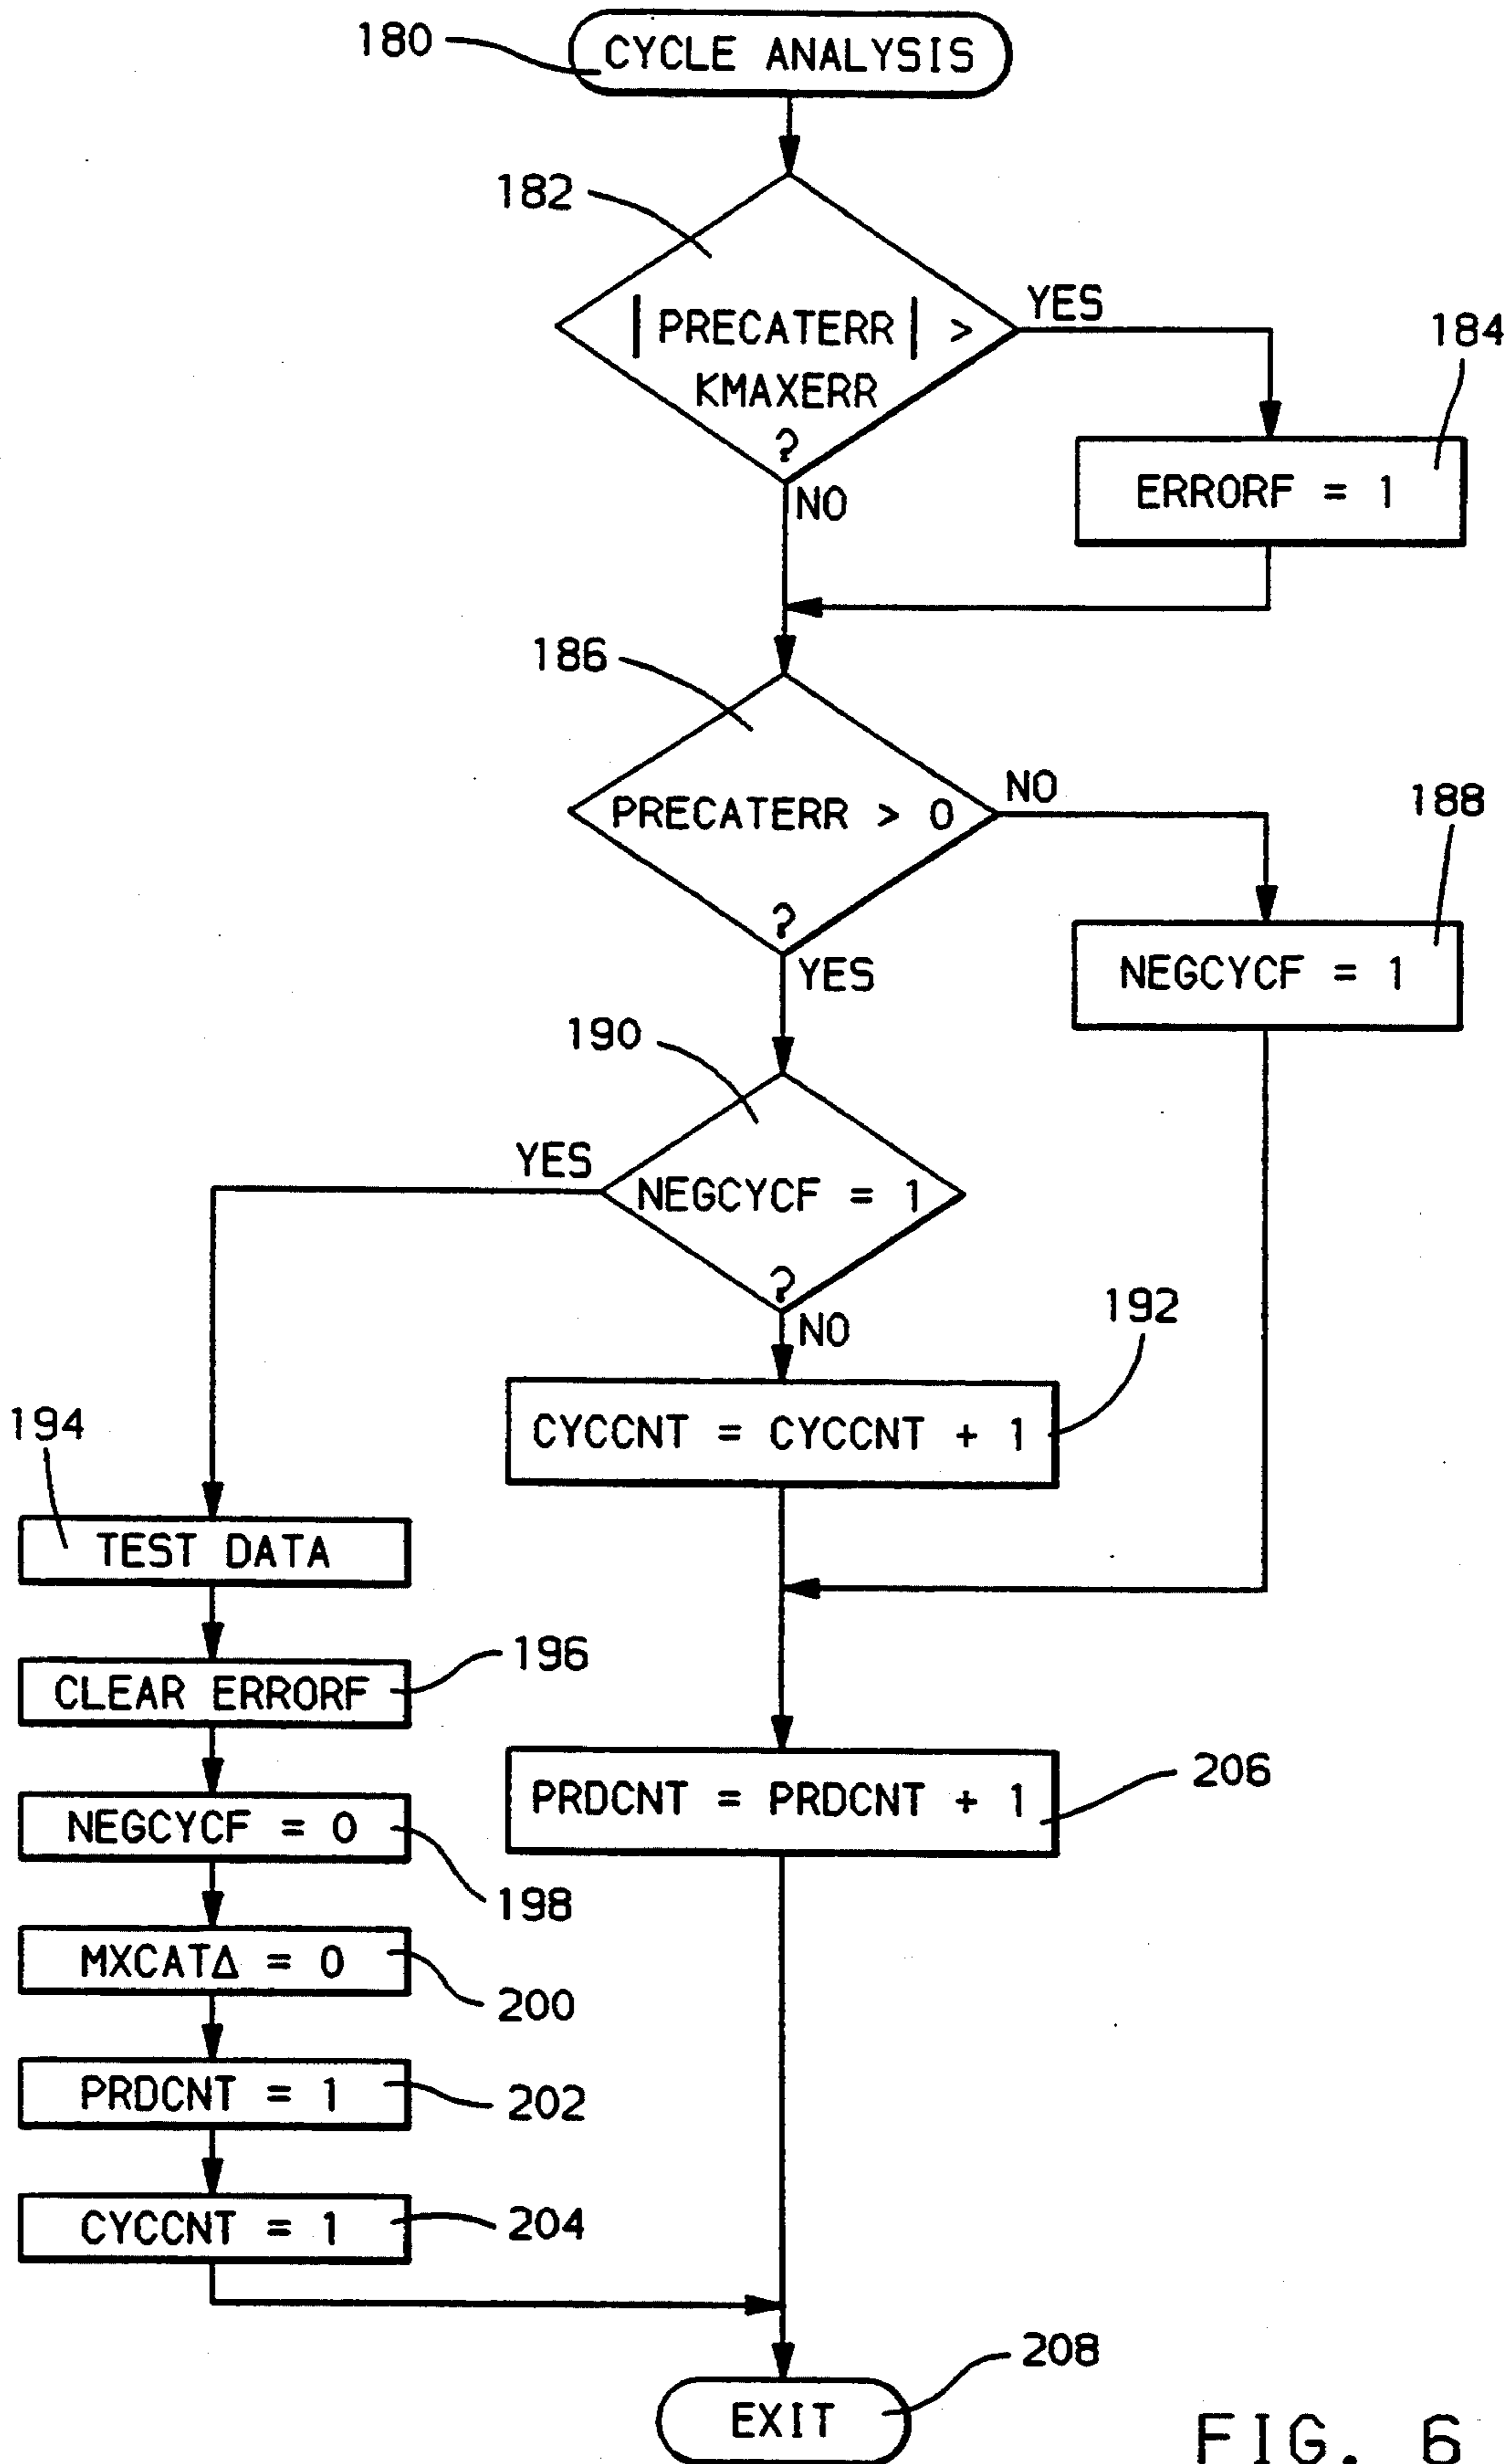 180
CYCLE ANALYSIS
182
| PRECATERR | >
KMAXERR
?
YES
NO
184
ERRORF = 1
186
PRECATERR > 0
?
NO
YES
188
NEGCYCF = 1
190
NEGCYCF = 1
?
YES
NO
192
CYCCNT = CYCCNT + 1
194
TEST DATA
196
CLEAR ERRORF
NEGCYCF = 0
198
MXCATΔ = 0
200
PRDCNT = 1
202
CYCCNT = 1
204
PRDCNT = PRDCNT + 1
206
EXIT
208
FIG. 6